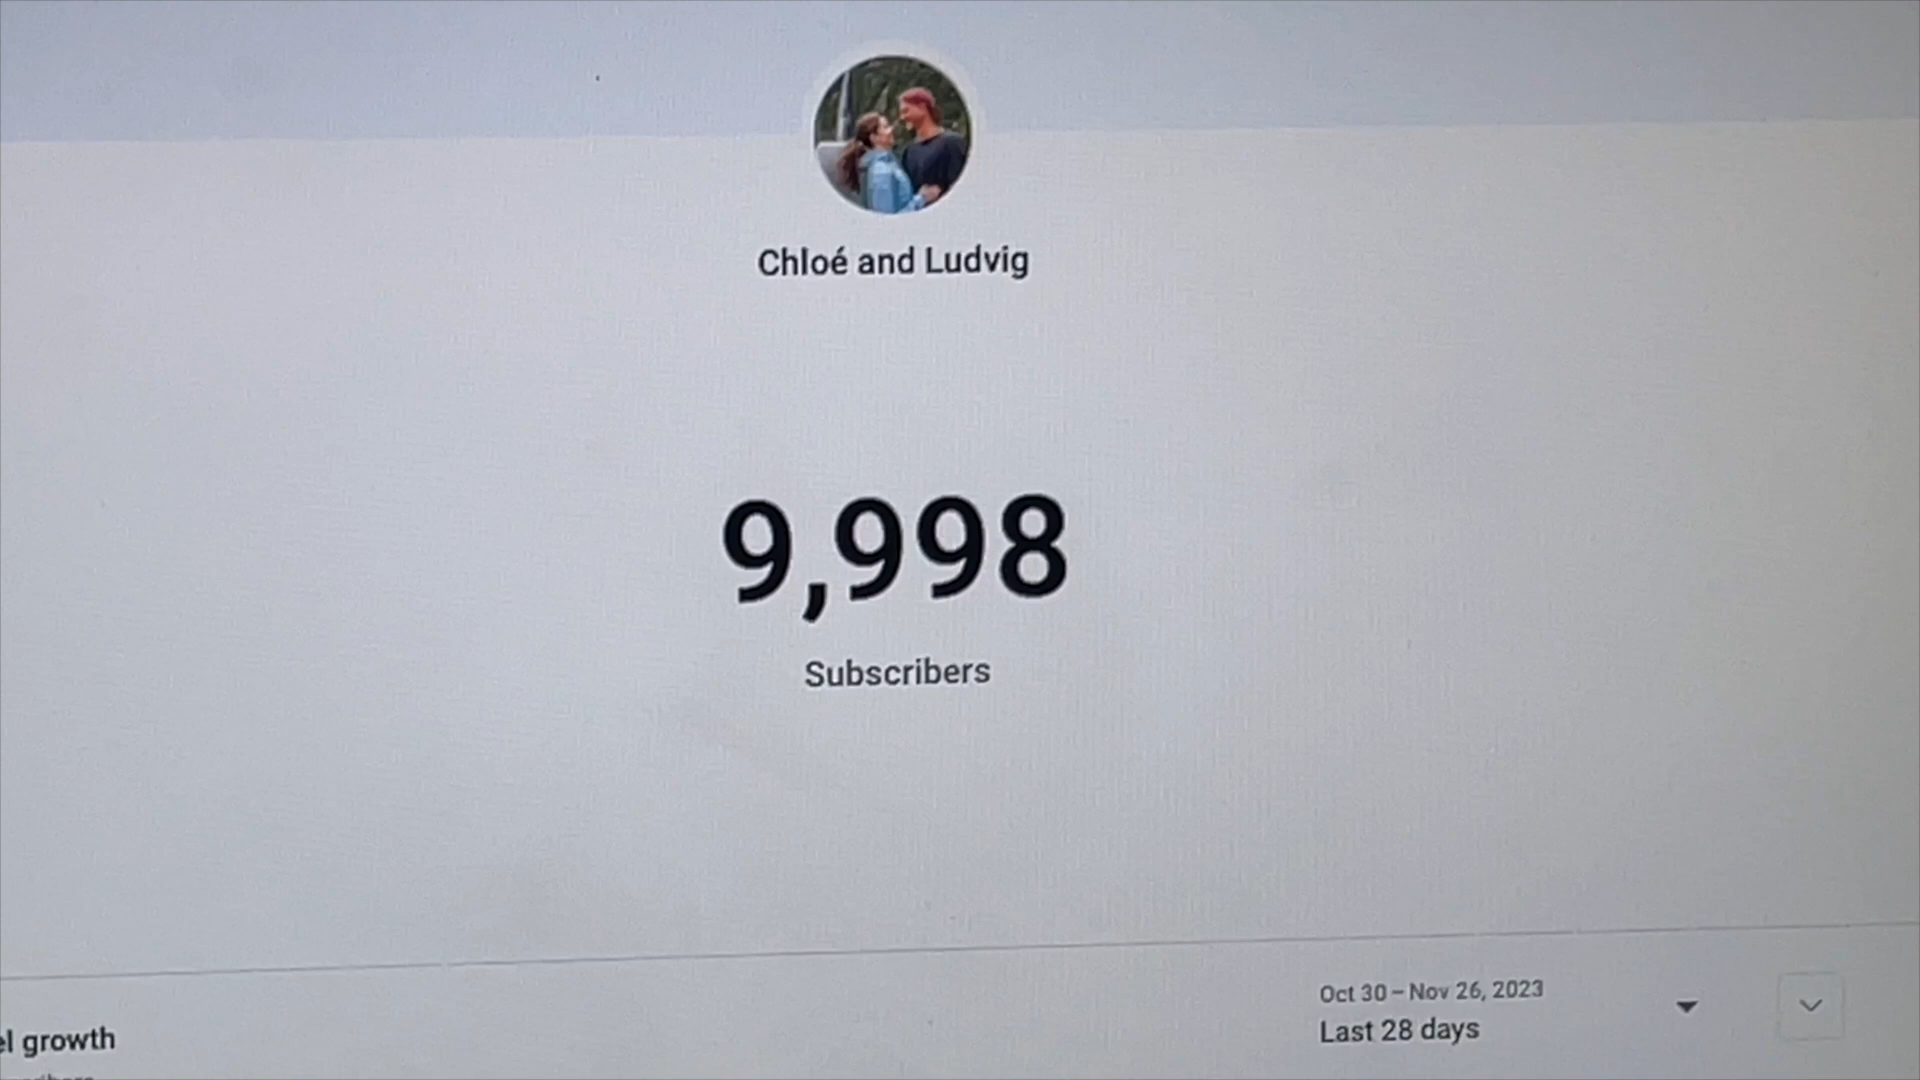 Chloé and Ludvig
9,998
Subscribers
Oct 30 – Nov 26, 2023
Last 28 days
growth